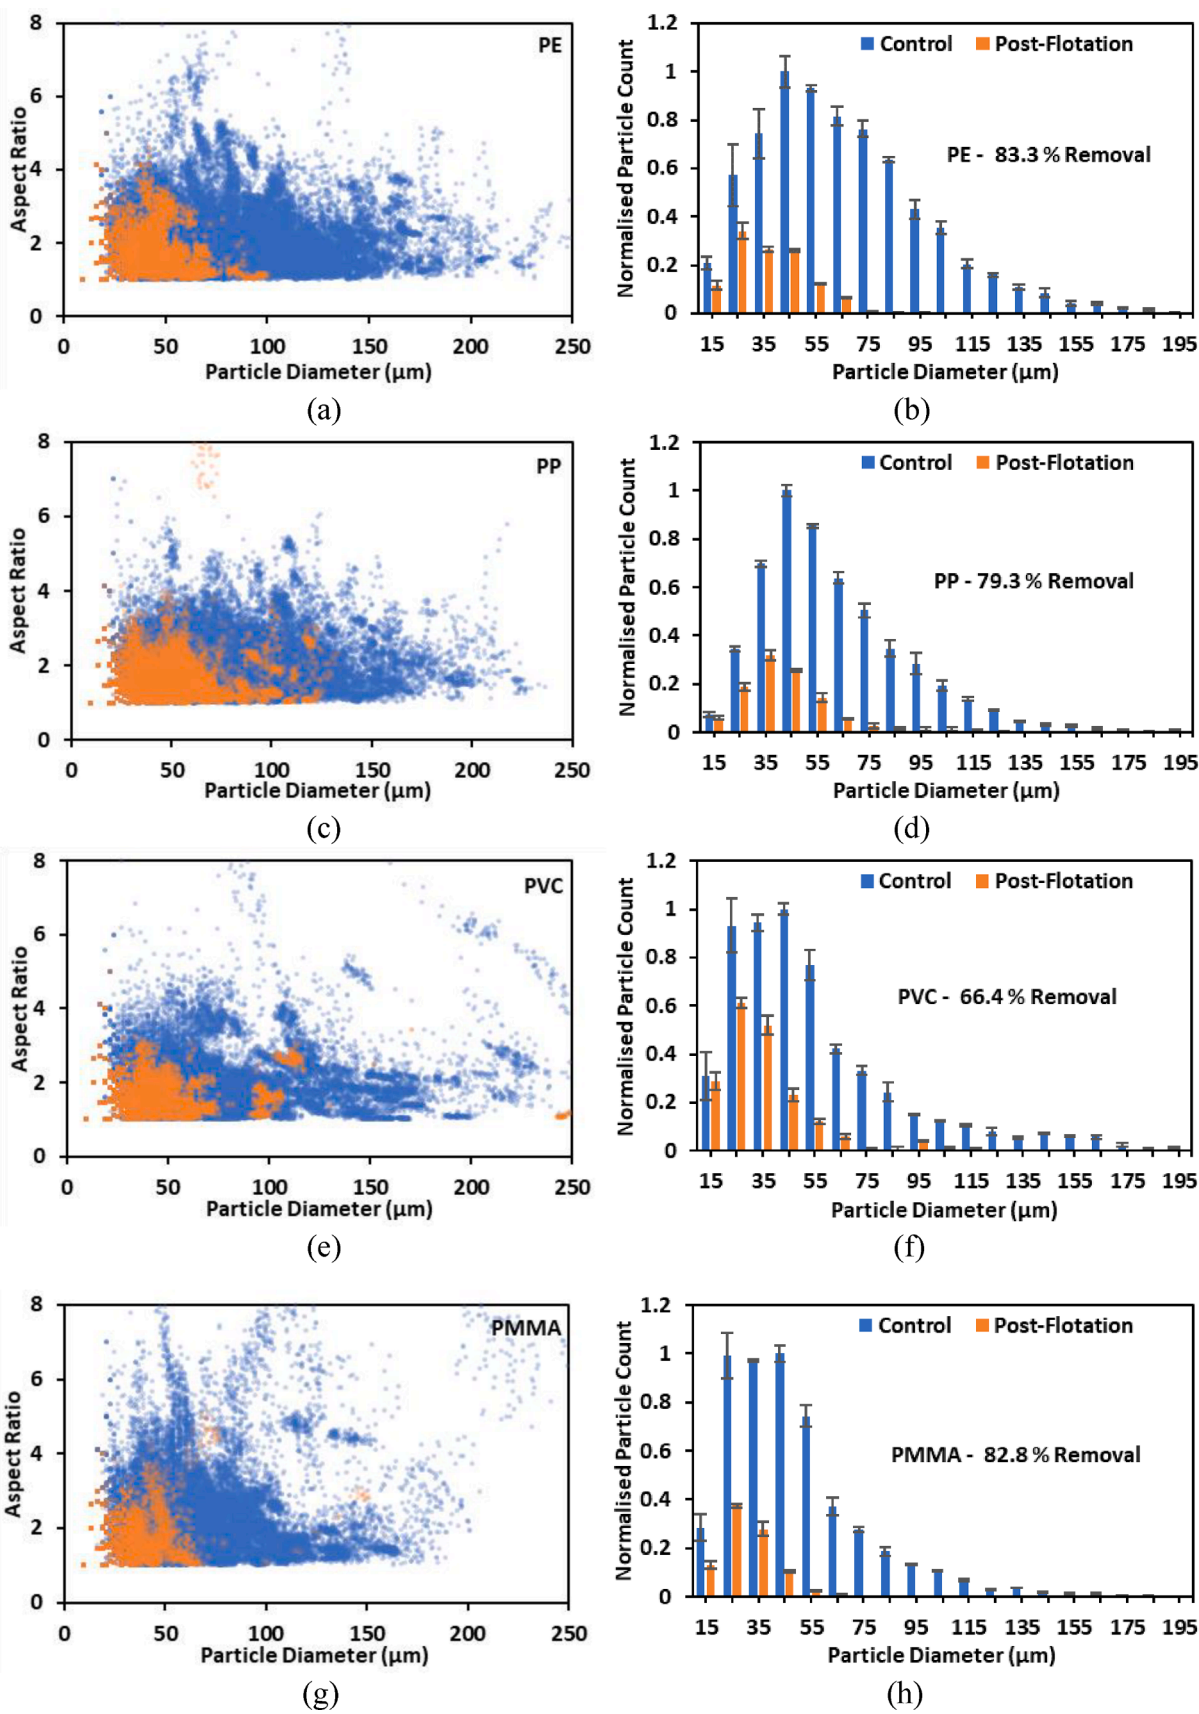 8
6
4
2
0
Aspect Ratio
PE
0 50 100 150 200 250
Particle Diameter (µm)
(a)
1.2
1
0.8
0.6
0.4
0.2
0
Normalised Particle Count
Control Post-Flotation
PE - 83.3 % Removal
15 35 55 75 95 115 135 155 175 195
Particle Diameter (µm)
(b)
8
6
4
2
0
Aspect Ratio
PP
0 50 100 150 200 250
Particle Diameter (µm)
(c)
1.2
1
0.8
0.6
0.4
0.2
0
Normalised Particle Count
Control Post-Flotation
PP - 79.3 % Removal
15 35 55 75 95 115 135 155 175 195
Particle Diameter (µm)
(d)
8
6
4
2
0
Aspect Ratio
PVC
0 50 100 150 200 250
Particle Diameter (µm)
(e)
1.2
1
0.8
0.6
0.4
0.2
0
Normalised Particle Count
Control Post-Flotation
PVC - 66.4 % Removal
15 35 55 75 95 115 135 155 175 195
Particle Diameter (µm)
(f)
8
6
4
2
0
Aspect Ratio
PMMA
0 50 100 150 200 250
Particle Diameter (µm)
(g)
1.2
1
0.8
0.6
0.4
0.2
0
Normalised Particle Count
Control Post-Flotation
PMMA - 82.8 % Removal
15 35 55 75 95 115 135 155 175 195
Particle Diameter (µm)
(h)